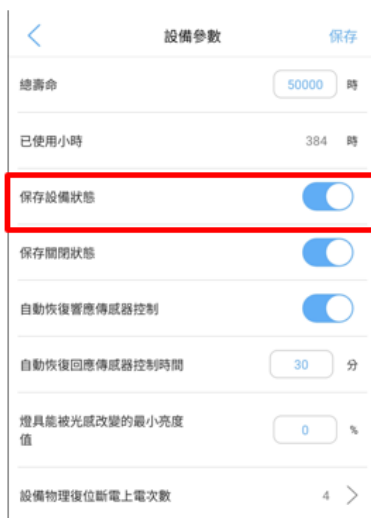 設備參數 保存
總壽命 50000 時
已使用小時 384 時
保存設備狀態
保存關閉狀態
自動恢復響應傳感器控制
自動恢復回應傳感器控制時間 30 分
燈具能被光感改變的最小亮度
值 0 %
設備物理復位斷電上電次數 4